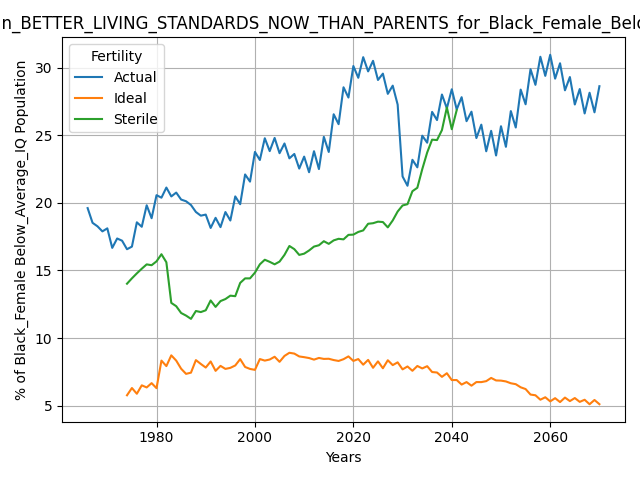 n_BETTER_LIVING_STANDARDS_NOW_THAN_PARENTS_for_Black_Female_Belo
Fertility
Actual
Ideal
Sterile
% of Black_Female Below_Average_IQ Population
30
25
20
15
10
5
1980 2000 2020 2040 2060
Years